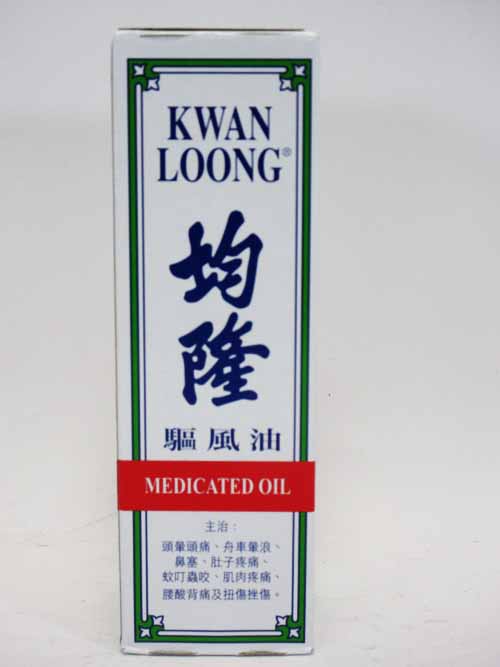 KWAN
LOONG®
均
隆
驅風油
MEDICATED OIL
主治：
頭暈頭痛、舟車暈浪、
鼻塞、肚子疼痛、
蚊叮蟲咬、肌肉疼痛、
腰酸背痛及扭傷挫傷。